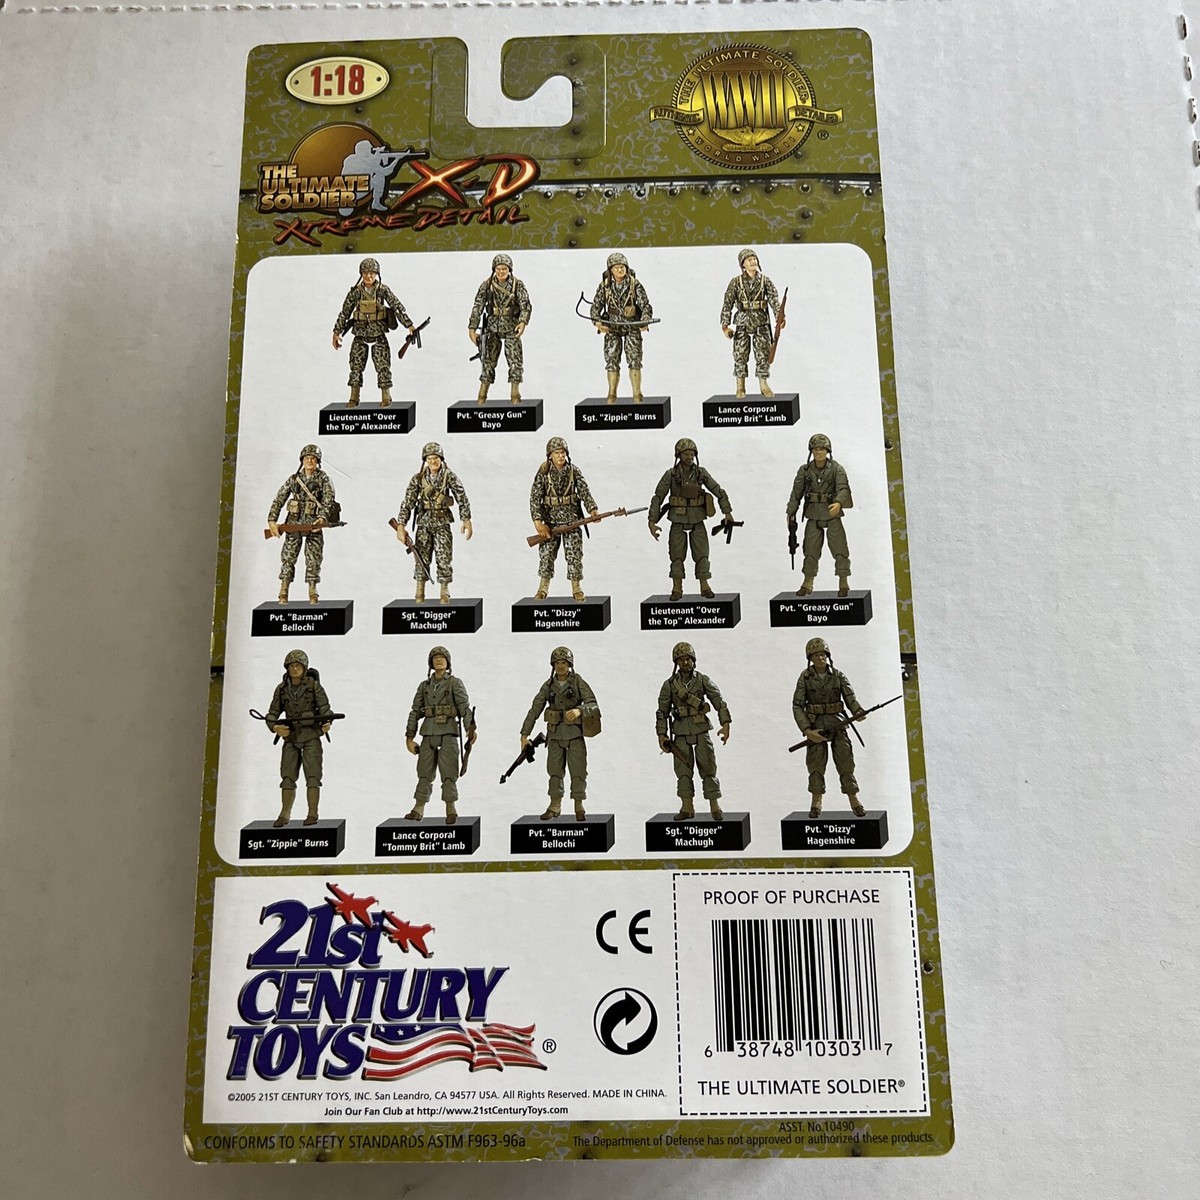 1:18
THE ULTIMATE SOLDIER
WWII
AUTHENTIC
DETAILED
WORLD WAR II
®
THE
ULTIMATE
SOLDIER
X-D
XTREME DETAIL
Lieutenant "Over
the Top" Alexander
Pvt. "Greasy Gun"
Bayo
Sgt. "Zippie" Burns
Lance Corporal
"Tommy Brit" Lamb
Pvt. "Barman"
Bellochi
Sgt. "Digger"
Machugh
Pvt. "Dizzy"
Hagenshire
Lieutenant "Over
the Top" Alexander
Pvt. "Greasy Gun"
Bayo
Sgt. "Zippie" Burns
Lance Corporal
"Tommy Brit" Lamb
Pvt. "Barman"
Bellochi
Sgt. "Digger"
Machugh
Pvt. "Dizzy"
Hagenshire
21st
CENTURY
TOYS
®
CE
PROOF OF PURCHASE
6 38748 10303 7
THE ULTIMATE SOLDIER®
©2005 21ST CENTURY TOYS, INC. San Leandro, CA 94577 USA. All Rights Reserved. MADE IN CHINA.
Join Our Fan Club at http://www.21stCenturyToys.com
ASST. No.10490
CONFORMS TO SAFETY STANDARDS ASTM F963-96a
The Department of Defense has not approved or authorized these products.